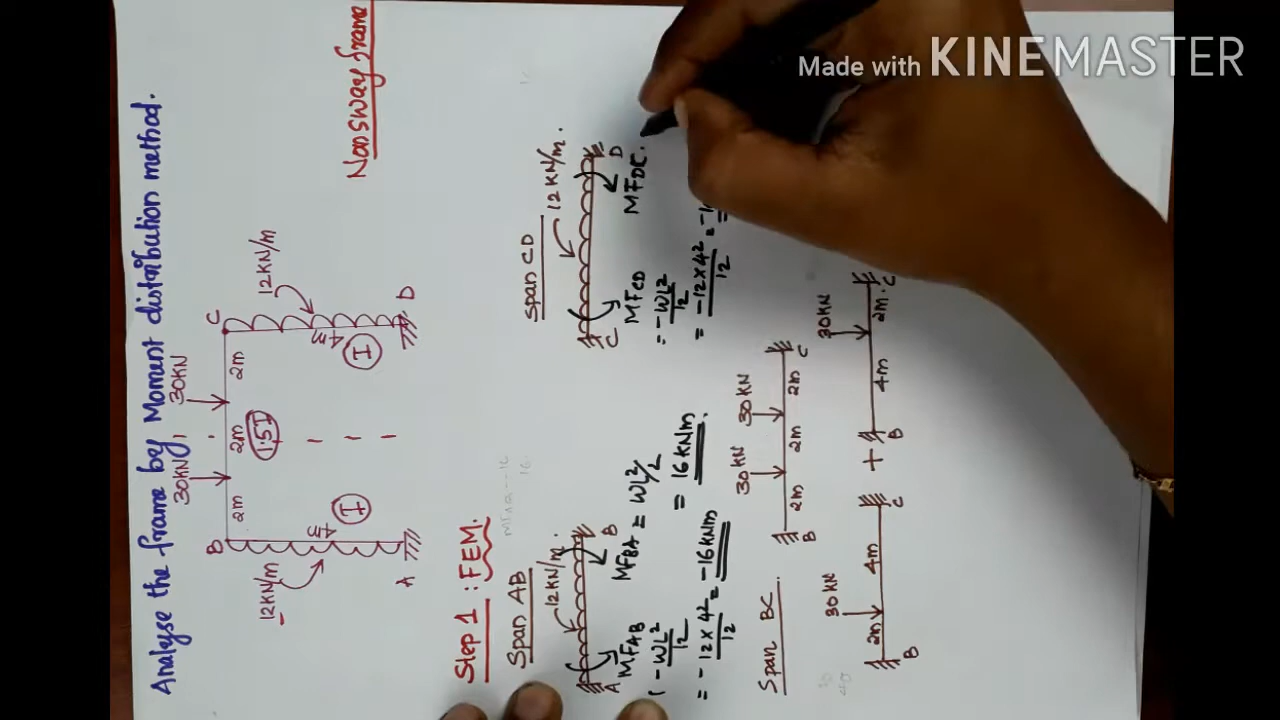 Made with KINEMASTER
Analyse the frame by Moment distribution method.
Nonsway frame
30KN 30KN
B 2m 2m 2m C
1.5I
12KN/m 12KN/m
4m 4m
I I
A D
Step 1 : FEM.
Span AB
12KN/m.
A B
MFAB MFBA = WL²/
- WL²/12
= -12 × 4²/12 = -16KNM
= 16 KNM.
Span CD
12KN/m.
C D
MFCD MFDC.
= -WL²/12
= -12×4²/12 = -1
Span BC.
30KN 30KN
B 2m 2m 2m C
30KN
B 2m 4m C
+
30KN
B 4m 2m. C